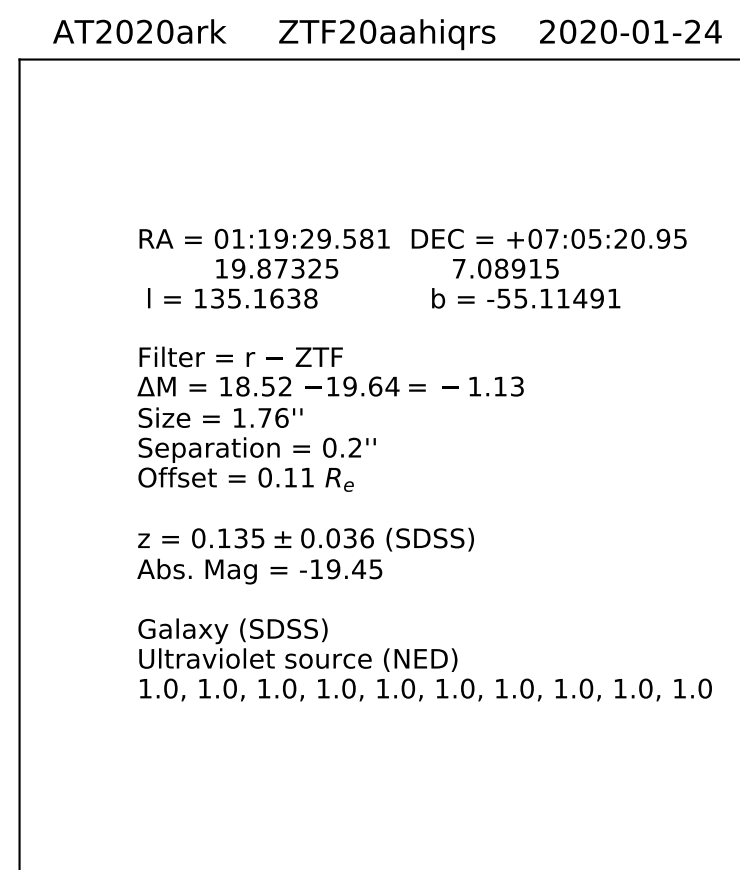 AT2020ark ZTF20aahiqrs 2020-01-24
RA = 01:19:29.581 DEC = +07:05:20.95
19.87325 7.08915
l = 135.1638 b = -55.11491
Filter = r − ZTF
ΔM = 18.52 −19.64 = − 1.13
Size = 1.76''
Separation = 0.2''
Offset = 0.11 Rₑ
z = 0.135 ± 0.036 (SDSS)
Abs. Mag = -19.45
Galaxy (SDSS)
Ultraviolet source (NED)
1.0, 1.0, 1.0, 1.0, 1.0, 1.0, 1.0, 1.0, 1.0, 1.0